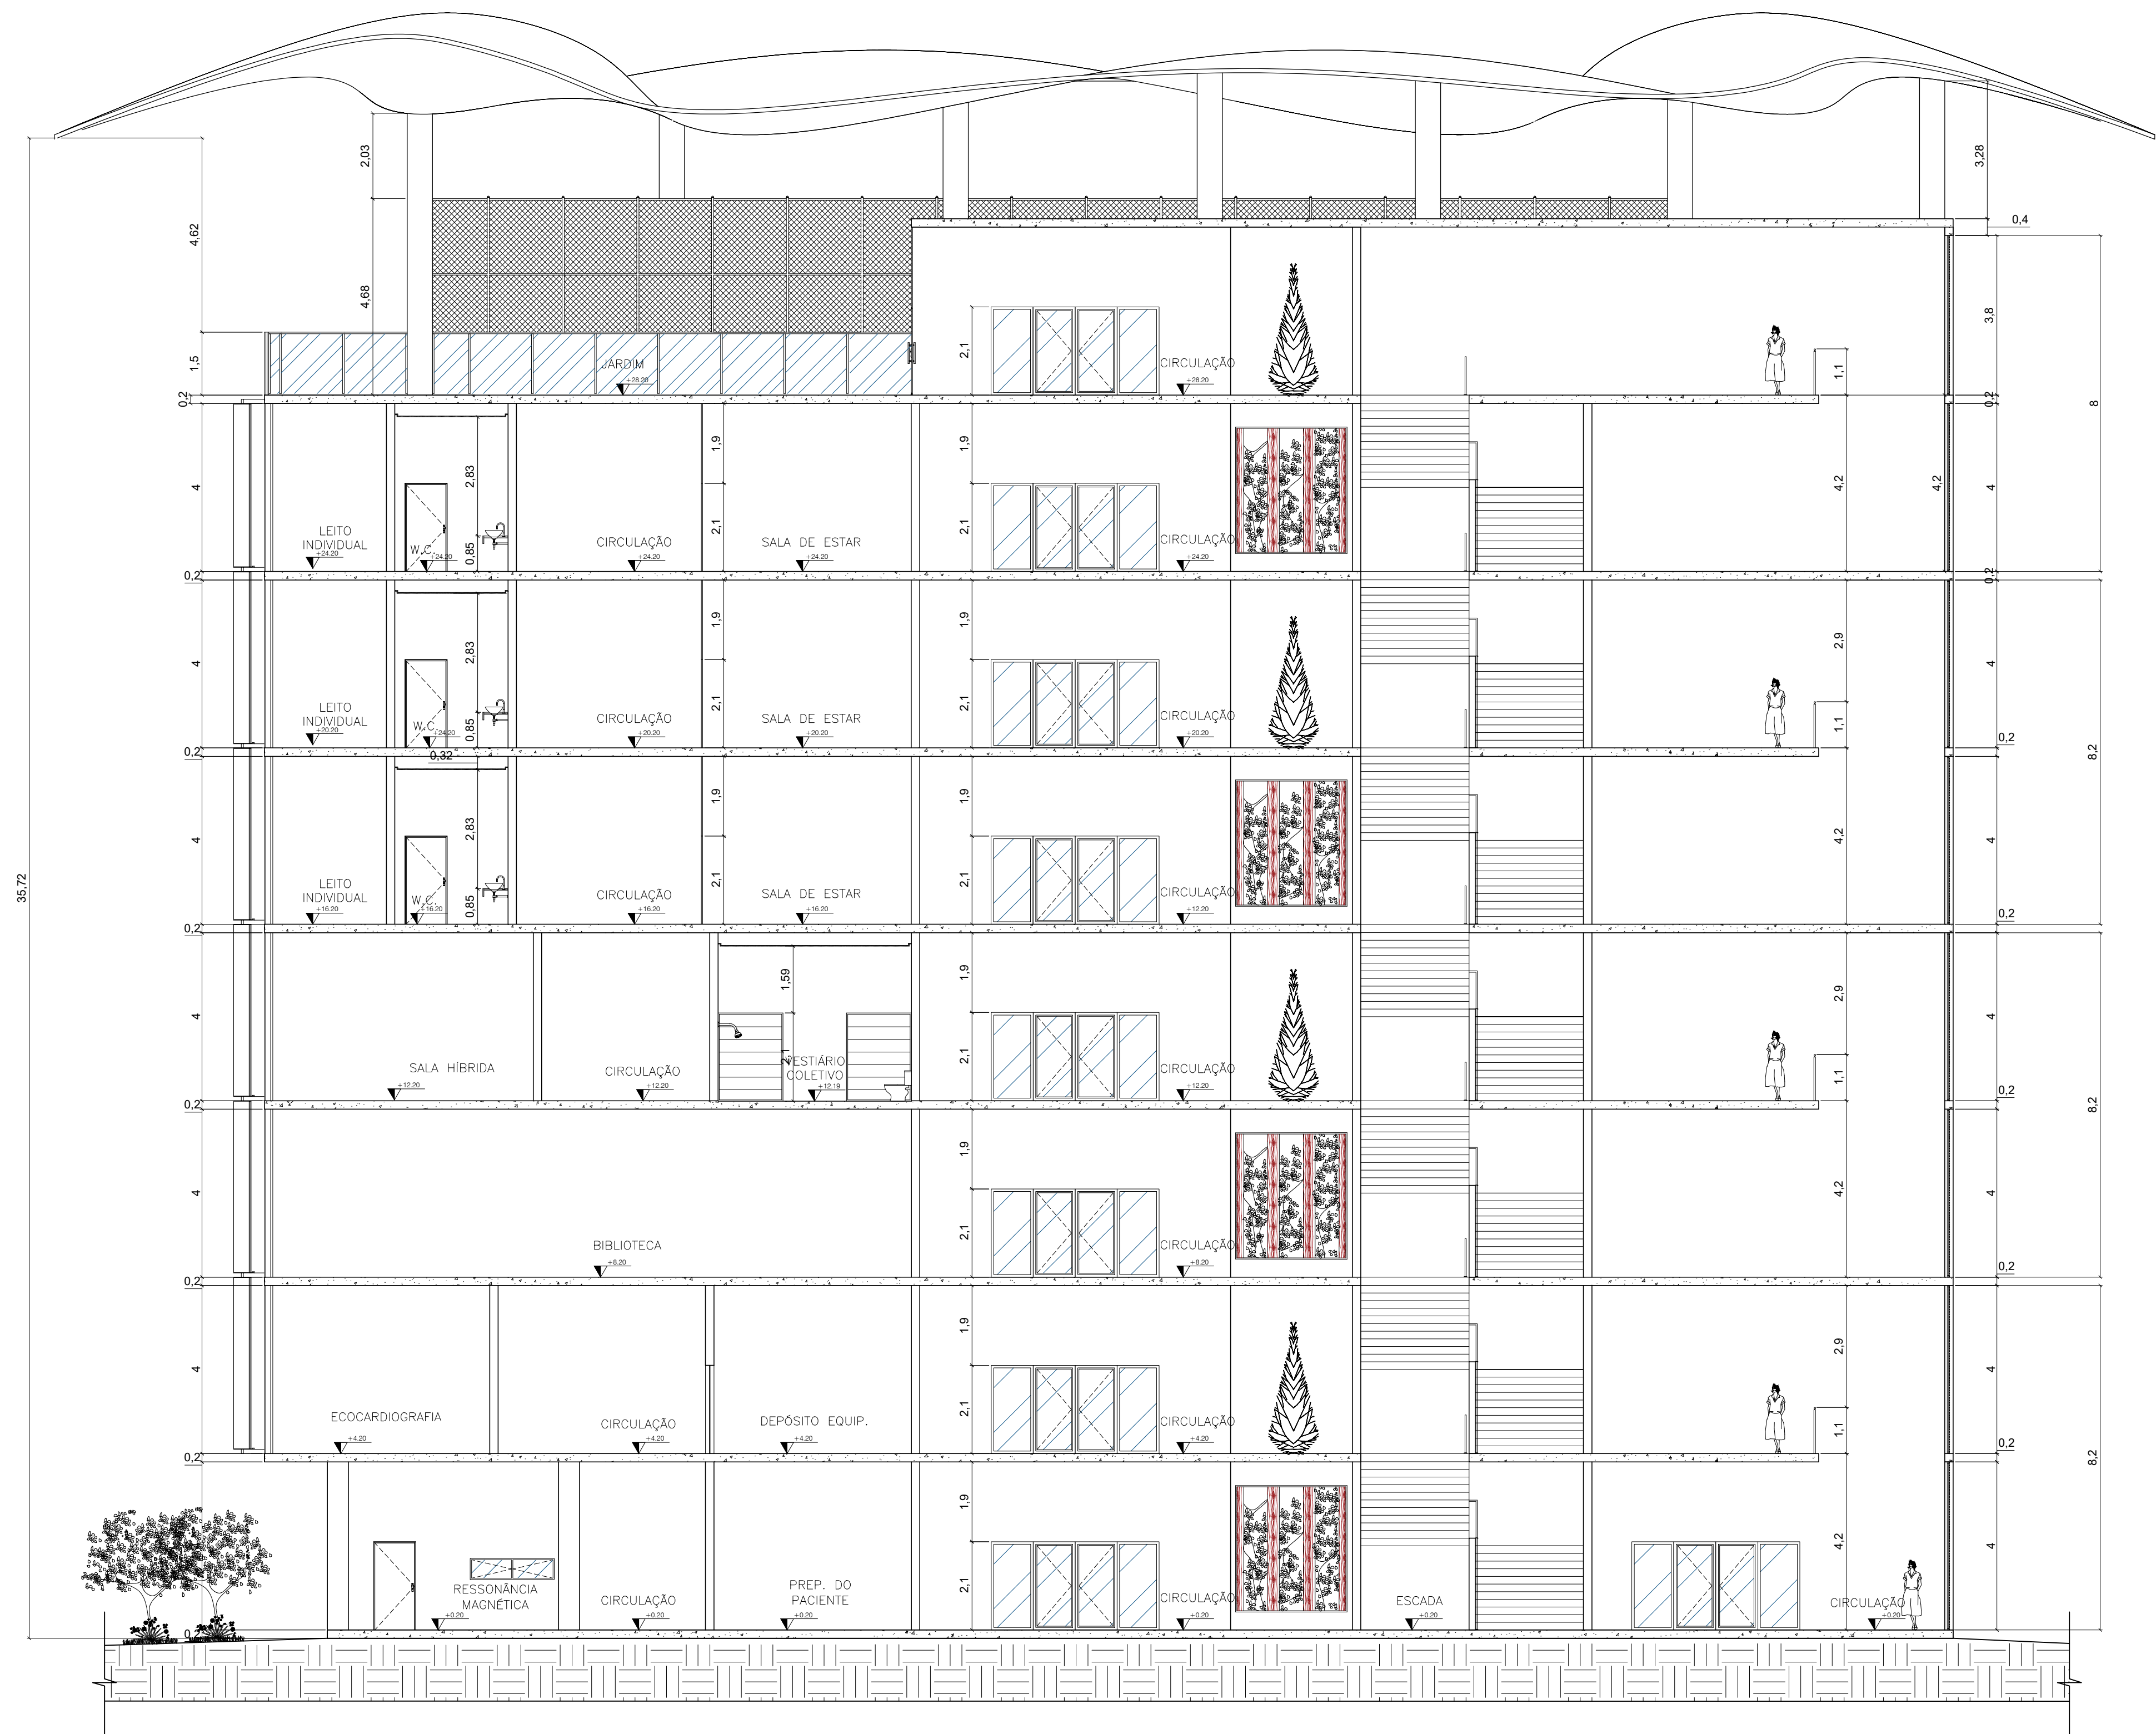 2,03
3,28
0,4
4,62
4,68
3,8
1,5
2,1
1,1
JARDIM
+28.20
CIRCULAÇÃO
+28.20
0,2
0,2
8
4
2,83
1,9
1,9
4,2
4,2
4
LEITO
INDIVIDUAL
+24.20
W.C.
+24.20
0,85
CIRCULAÇÃO
+24.20
2,1
SALA DE ESTAR
+24.20
2,1
CIRCULAÇÃO
+24.20
0,2
0,2
4
2,83
1,9
1,9
2,9
4
LEITO
INDIVIDUAL
+20.20
W.C.
+24.20
0,85
CIRCULAÇÃO
+20.20
2,1
SALA DE ESTAR
+20.20
2,1
CIRCULAÇÃO
+20.20
1,1
0,2
8,2
0,2
0,32
4
2,83
1,9
1,9
4,2
4
35,72
LEITO
INDIVIDUAL
+16.20
W.C.
+16.20
0,85
CIRCULAÇÃO
+16.20
2,1
SALA DE ESTAR
+16.20
2,1
CIRCULAÇÃO
+12.20
0,2
0,2
4
1,59
1,9
2,9
4
SALA HÍBRIDA
+12.20
CIRCULAÇÃO
+12.20
2,1
VESTIÁRIO
COLETIVO
+12.19
2,1
CIRCULAÇÃO
+12.20
1,1
0,2
8,2
0,2
4
1,9
4,2
4
BIBLIOTECA
+8.20
2,1
CIRCULAÇÃO
+8.20
0,2
0,2
4
1,9
2,9
4
ECOCARDIOGRAFIA
+4.20
CIRCULAÇÃO
+4.20
DEPÓSITO EQUIP.
+4.20
2,1
CIRCULAÇÃO
+4.20
1,1
0,2
8,2
0,2
4
1,9
4,2
4
RESSONÂNCIA
MAGNÉTICA
+0.20
CIRCULAÇÃO
+0.20
PREP. DO
PACIENTE
+0.20
2,1
CIRCULAÇÃO
+0.20
ESCADA
+0.20
CIRCULAÇÃO
+0.20
0,2